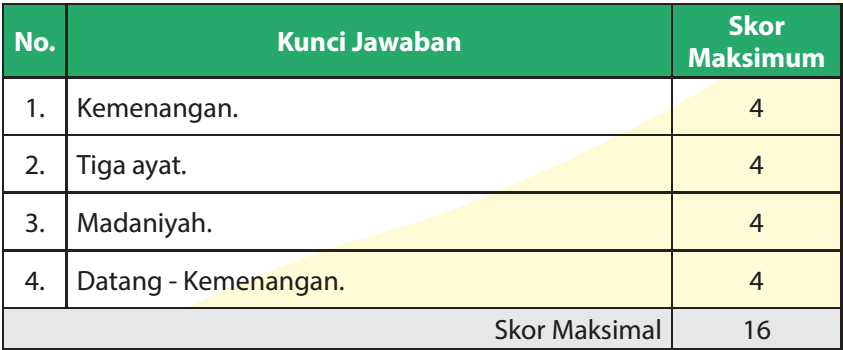 No. Kunci Jawaban Skor Maksimum
1. Kemenangan. 4
2. Tiga ayat. 4
3. Madaniyah. 4
4. Datang - Kemenangan. 4
Skor Maksimal 16